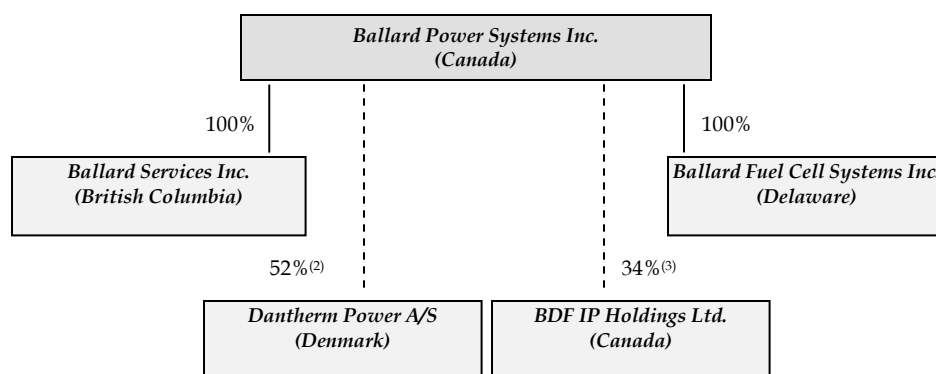 Ballard Power Systems Inc.
(Canada)
100%
100%
Ballard Services Inc.
(British Columbia)
Ballard Fuel Cell Systems Inc.
(Delaware)
52%(2)
34%(3)
Dantherm Power A/S
(Denmark)
BDF IP Holdings Ltd.
(Canada)